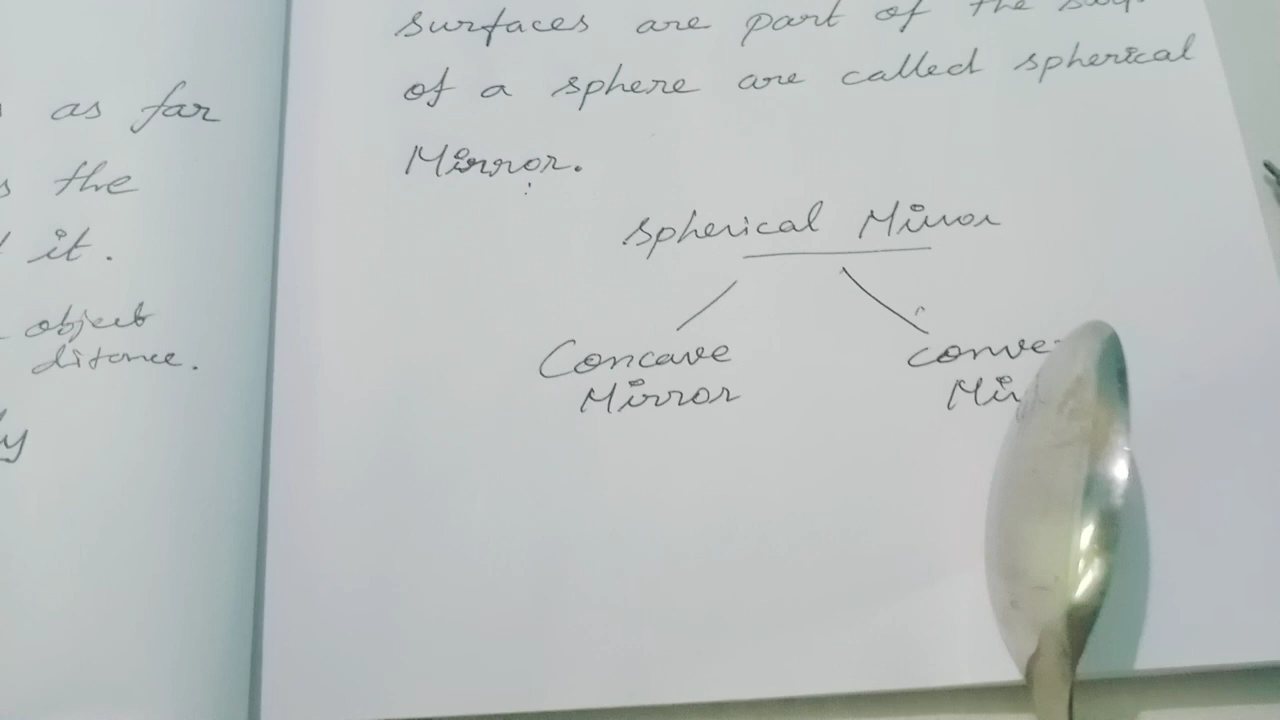 as far
the
it.
object
ditance.
surfaces are part of the
of a sphere are called spherical
Mirror.
spherical Mirror
Concave
Mirror